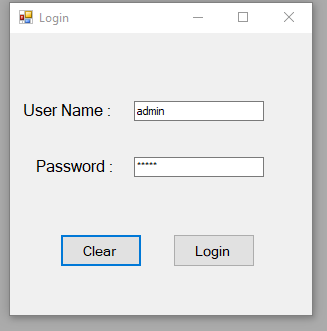 Login
User Name : admin
Password : *****
Clear Login